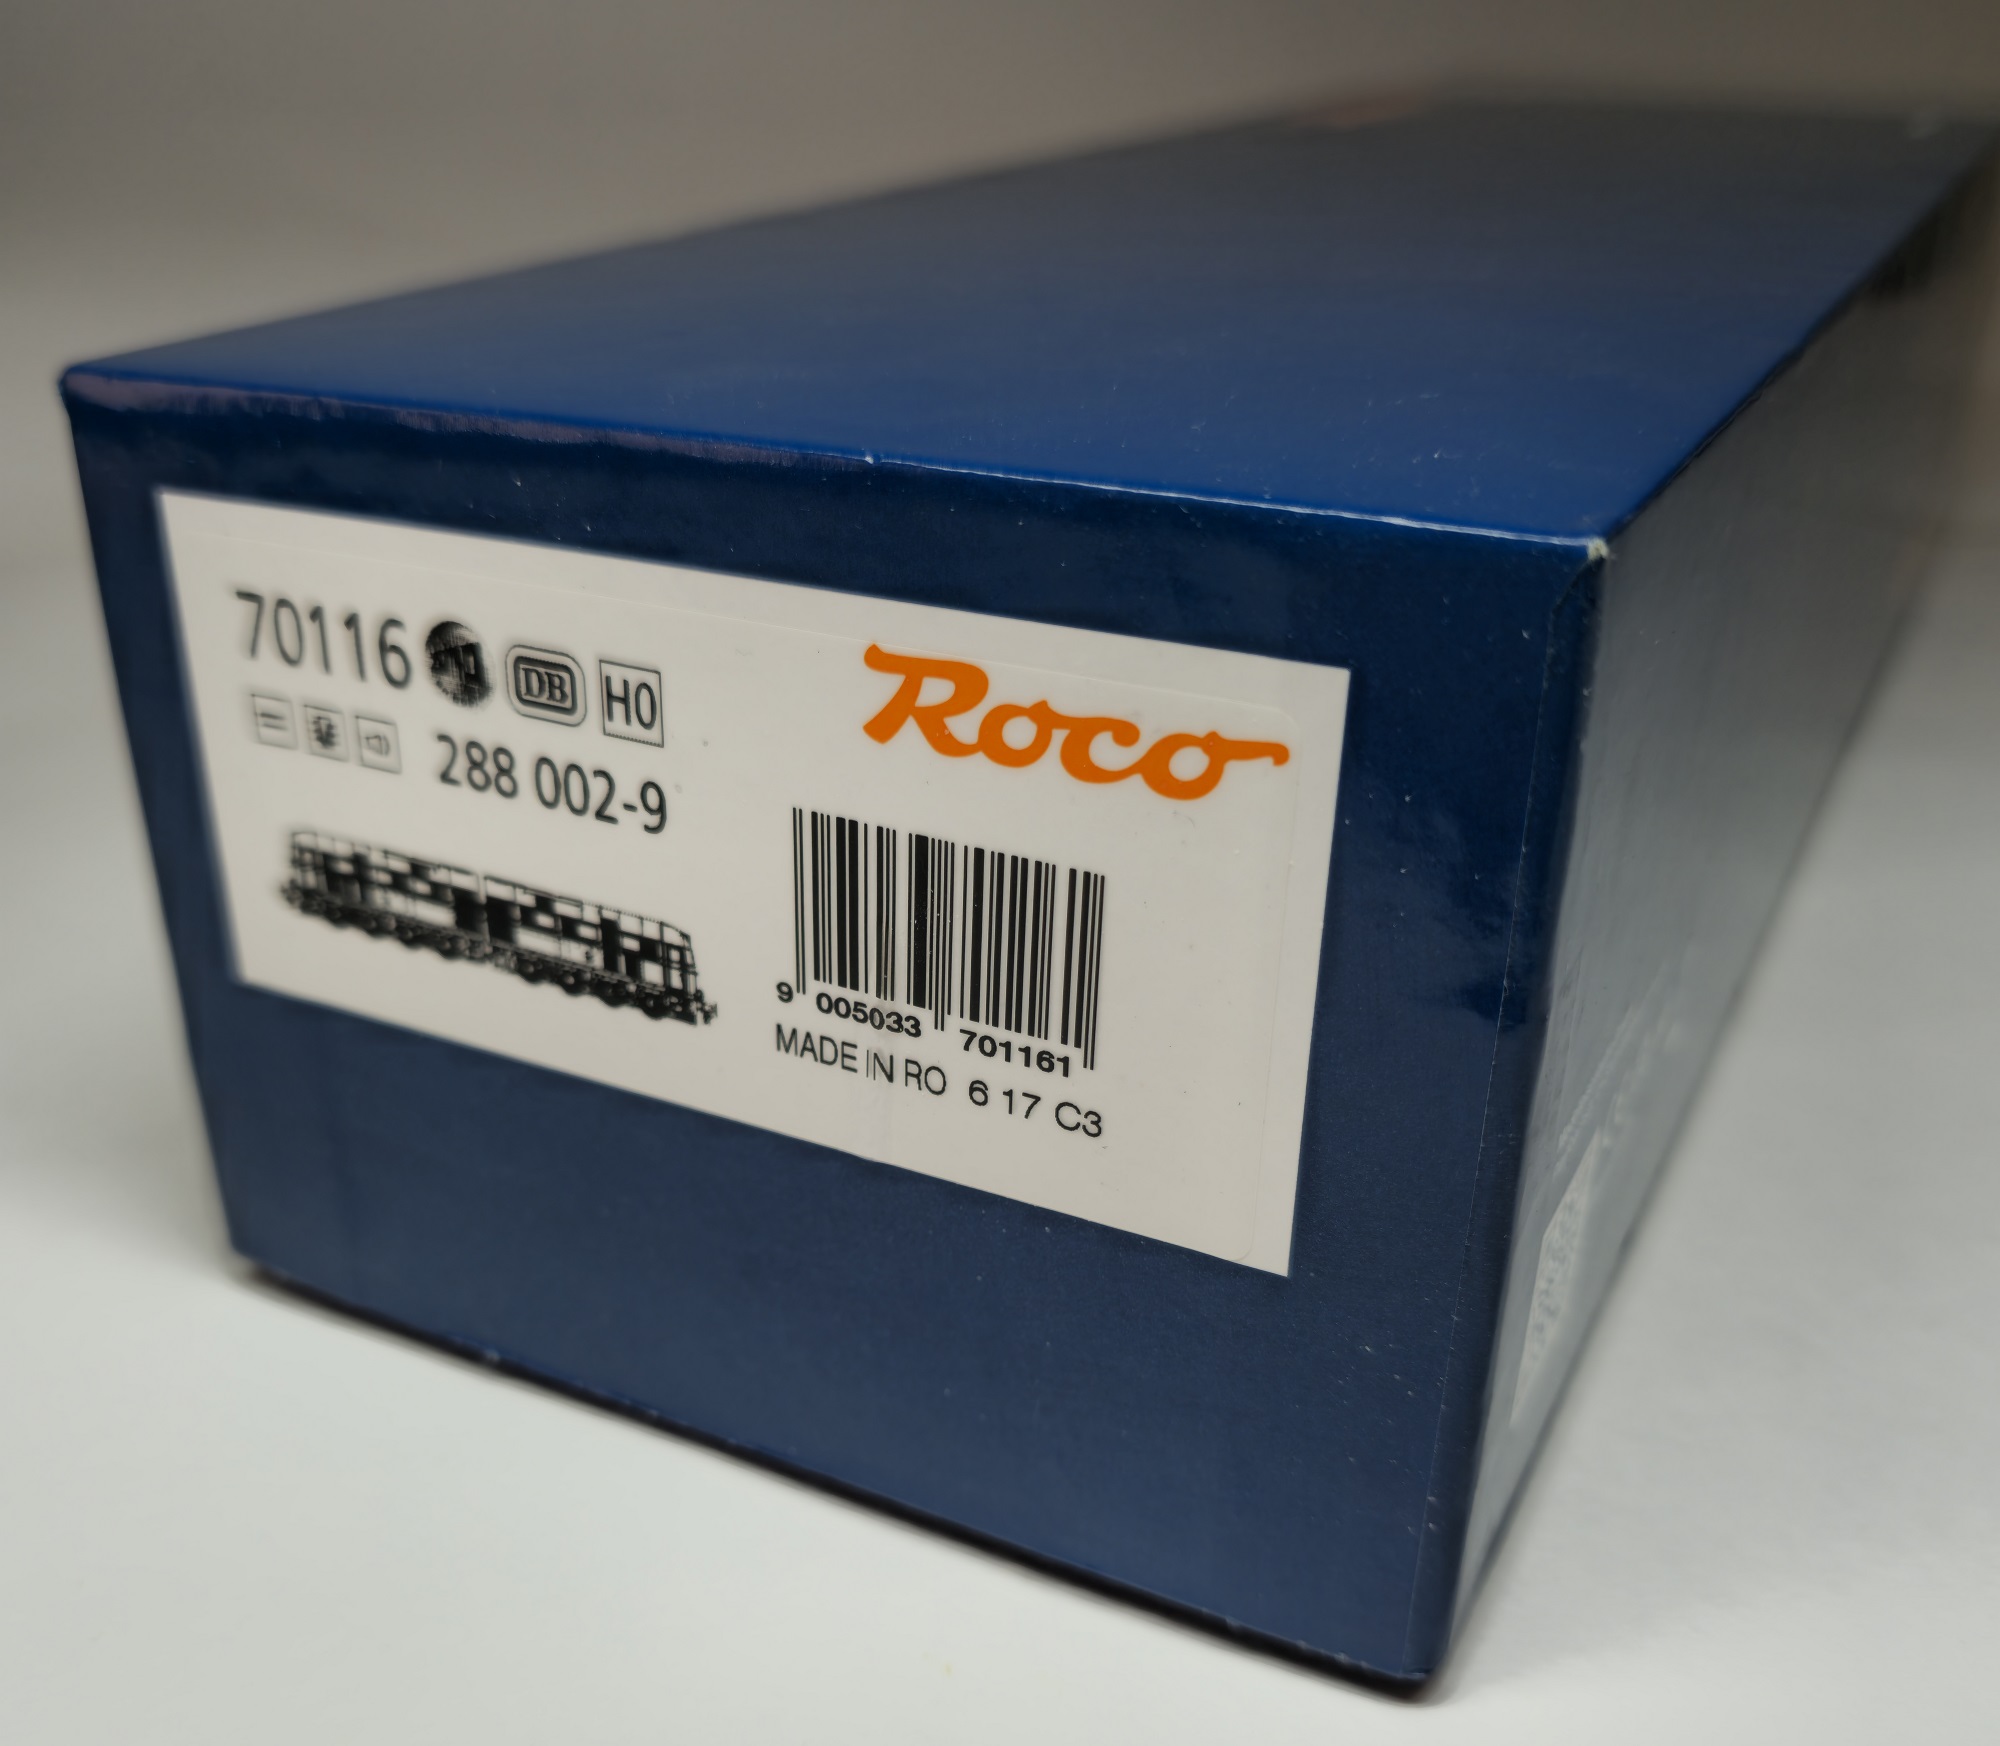 70116 DB H0
288 002-9
Roco
9 005033 701161
MADE IN RO 6 17 C3